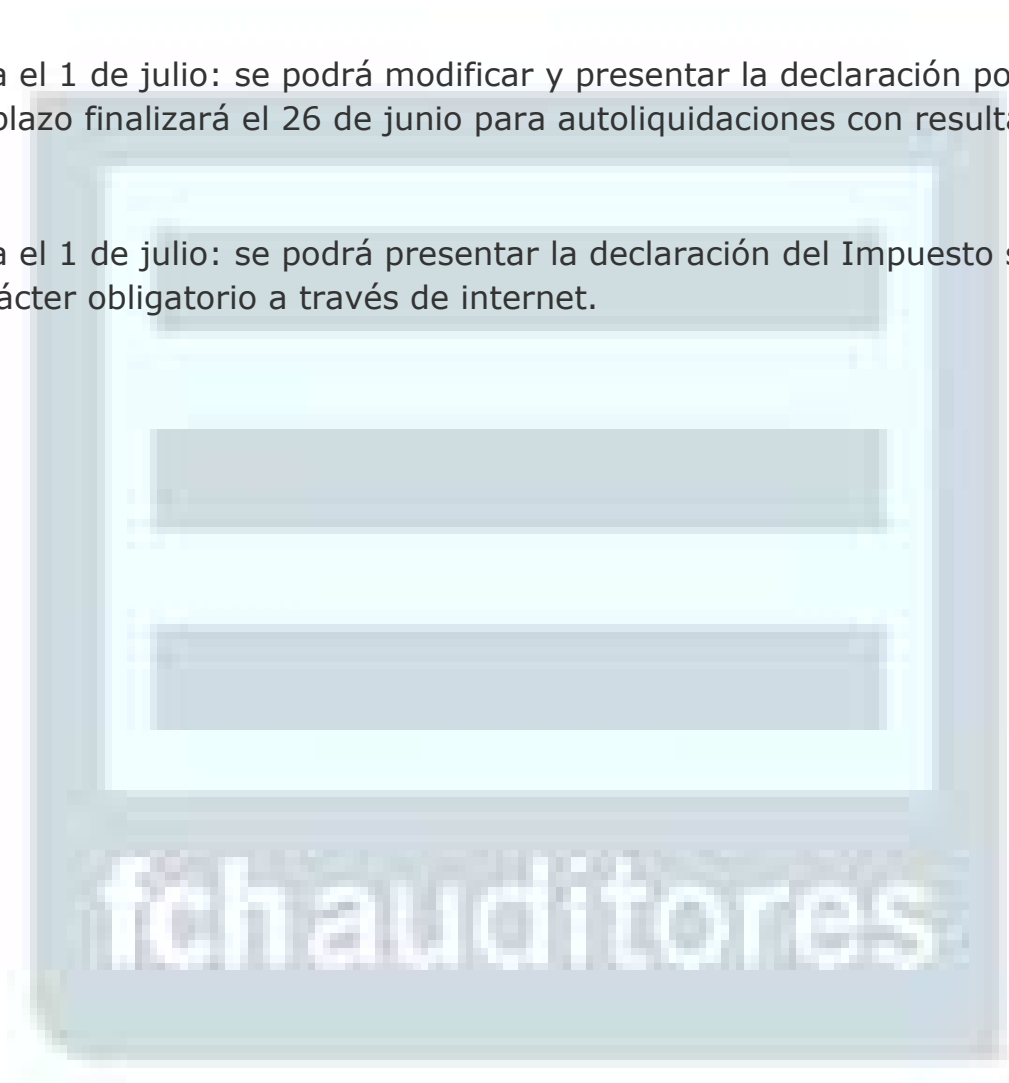 a el 1 de julio: se podrá modificar y presentar la declaración po
plazo finalizará el 26 de junio para autoliquidaciones con result
a el 1 de julio: se podrá presentar la declaración del Impuesto s
ácter obligatorio a través de internet.
fchauditores